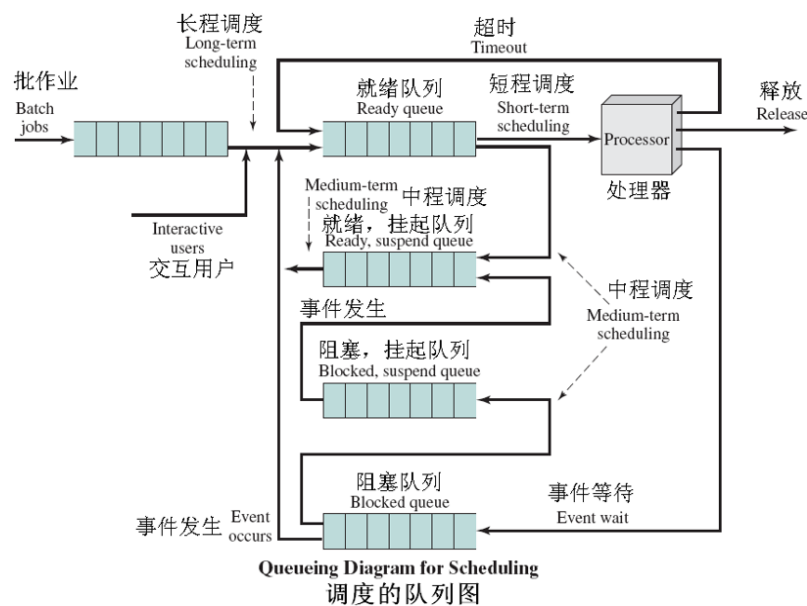 长程调度
Long-term
scheduling
超时
Timeout
批作业
Batch
jobs
就绪队列
Ready queue
短程调度
Short-term
scheduling
Processor
处理器
释放
Release
Interactive
users
交互用户
Medium-term
scheduling 中程调度
就绪，挂起队列
Ready, suspend queue
中程调度
Medium-term
scheduling
事件发生
阻塞，挂起队列
Blocked, suspend queue
阻塞队列
Blocked queue
事件等待
Event wait
事件发生 Event
occurs
Queueing Diagram for Scheduling
调度的队列图